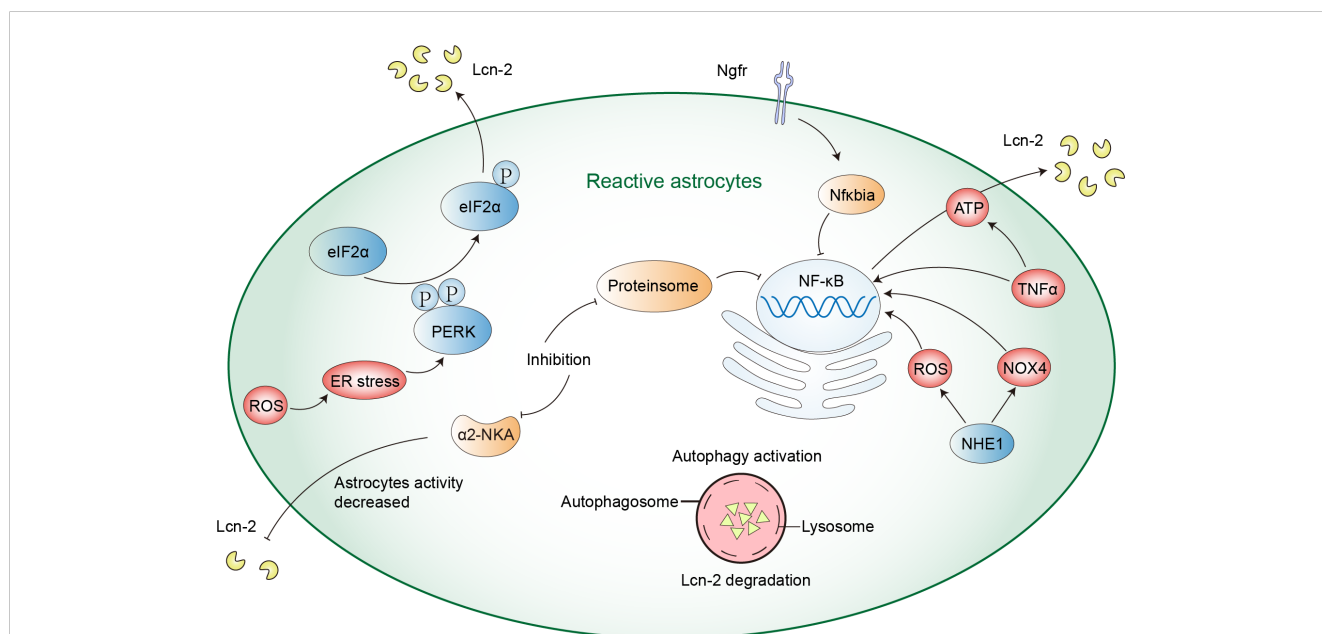 Lcn-2
Ngfr
Lcn-2
P
Reactive astrocytes
Nfκbia
eIF2α
ATP
eIF2α
NF-κB
Proteinsome
TNFα
P P
PERK
Inhibition
ROS
NOX4
ER stress
ROS
α2-NKA
NHE1
Autophagy activation
Astrocytes activity
decreased
Autophagosome
Lysosome
Lcn-2
Lcn-2 degradation